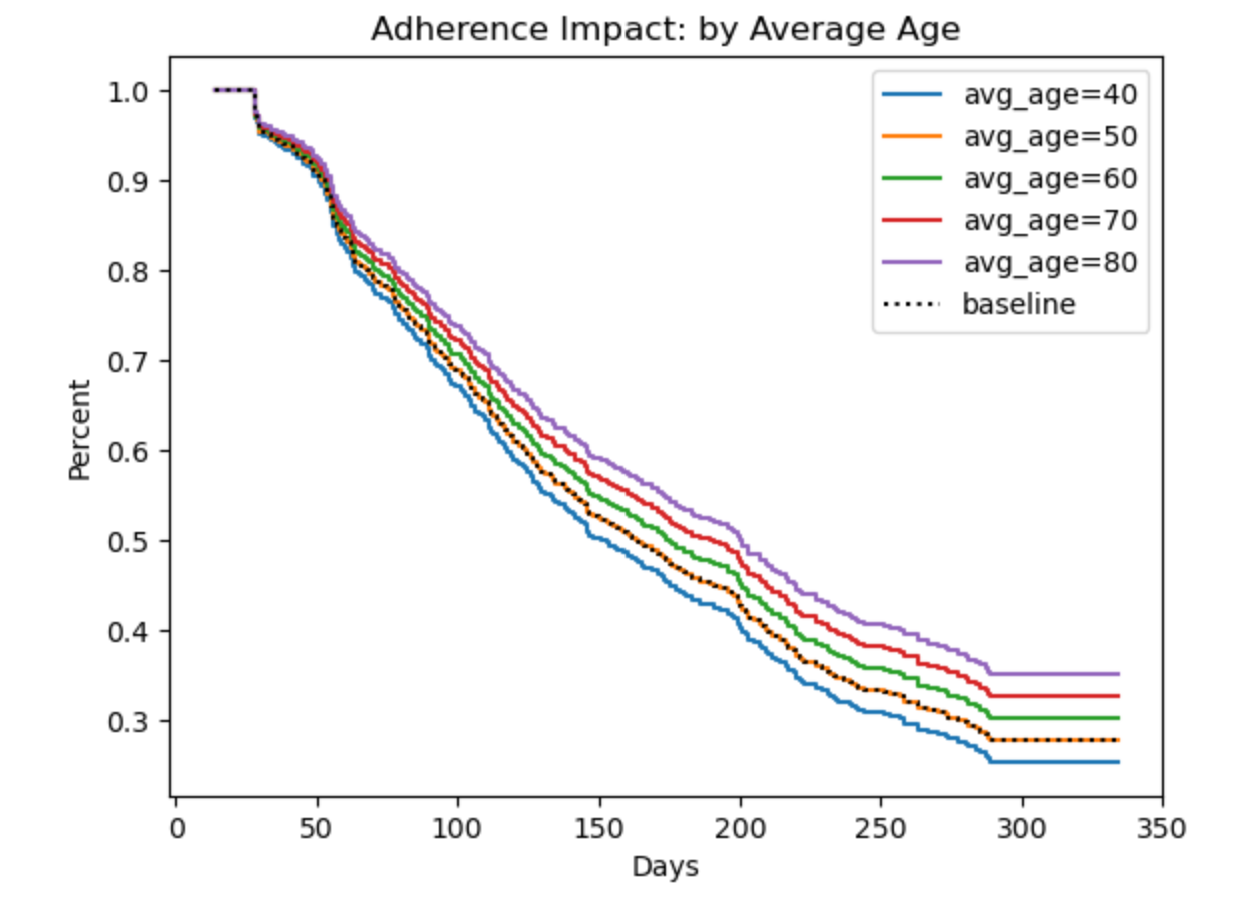 Adherence Impact: by Average Age
1.0
0.9
0.8
0.7
0.6
0.5
0.4
0.3
Percent
avg_age=40
avg_age=50
avg_age=60
avg_age=70
avg_age=80
baseline
0 50 100 150 200 250 300 350
Days